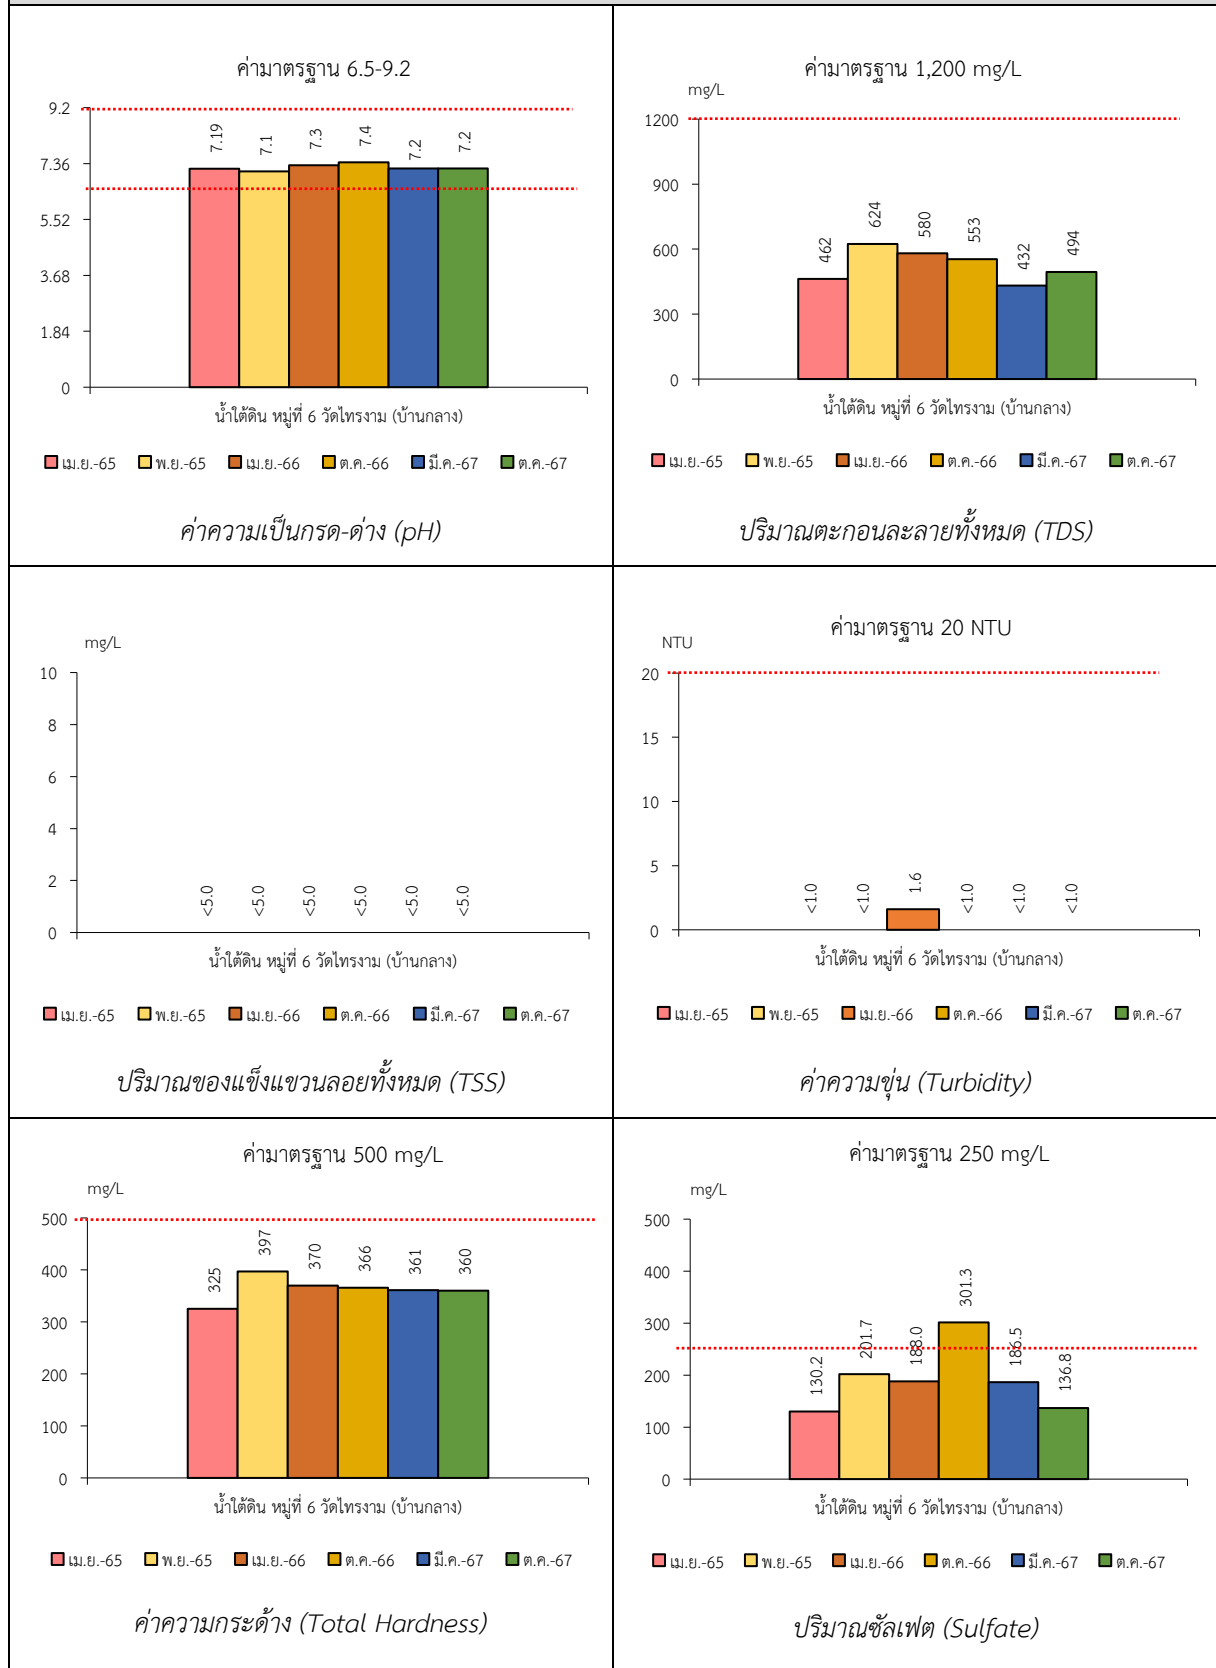 ค่ามาตรฐาน 6.5-9.2
9.2
7.36
5.52
3.68
1.84
0
7.19
7.1
7.3
7.4
7.2
7.2
น้ำใต้ดิน หมู่ที่ 6 วัดไทรงาม (บ้านกลาง)
เม.ย.-65 พ.ย.-65 เม.ย.-66 ต.ค.-66 มี.ค.-67 ต.ค.-67
ค่าความเป็นกรด-ด่าง (pH)
ค่ามาตรฐาน 1,200 mg/L
mg/L
1200
900
600
300
0
462
624
580
553
432
494
น้ำใต้ดิน หมู่ที่ 6 วัดไทรงาม (บ้านกลาง)
เม.ย.-65 พ.ย.-65 เม.ย.-66 ต.ค.-66 มี.ค.-67 ต.ค.-67
ปริมาณตะกอนละลายทั้งหมด (TDS)
mg/L
10
8
6
4
2
0
<5.0
<5.0
<5.0
<5.0
<5.0
<5.0
น้ำใต้ดิน หมู่ที่ 6 วัดไทรงาม (บ้านกลาง)
เม.ย.-65 พ.ย.-65 เม.ย.-66 ต.ค.-66 มี.ค.-67 ต.ค.-67
ปริมาณของแข็งแขวนลอยทั้งหมด (TSS)
ค่ามาตรฐาน 20 NTU
NTU
20
15
10
5
0
<1.0
<1.0
1.6
<1.0
<1.0
<1.0
น้ำใต้ดิน หมู่ที่ 6 วัดไทรงาม (บ้านกลาง)
เม.ย.-65 พ.ย.-65 เม.ย.-66 ต.ค.-66 มี.ค.-67 ต.ค.-67
ค่าความขุ่น (Turbidity)
ค่ามาตรฐาน 500 mg/L
mg/L
500
400
300
200
100
0
325
397
370
366
361
360
น้ำใต้ดิน หมู่ที่ 6 วัดไทรงาม (บ้านกลาง)
เม.ย.-65 พ.ย.-65 เม.ย.-66 ต.ค.-66 มี.ค.-67 ต.ค.-67
ค่าความกระด้าง (Total Hardness)
ค่ามาตรฐาน 250 mg/L
mg/L
500
400
300
200
100
0
130.2
201.7
188.0
301.3
186.5
136.8
น้ำใต้ดิน หมู่ที่ 6 วัดไทรงาม (บ้านกลาง)
เม.ย.-65 พ.ย.-65 เม.ย.-66 ต.ค.-66 มี.ค.-67 ต.ค.-67
ปริมาณซัลเฟต (Sulfate)